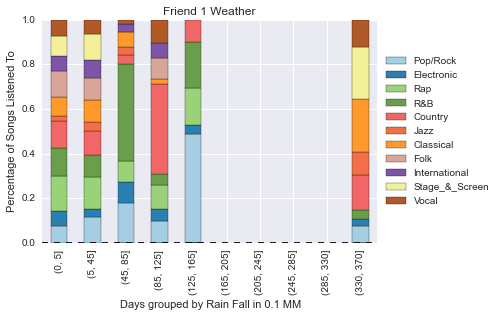 Friend 1 Weather
Percentage of Songs Listened To
1.0
0.8
0.6
0.4
0.2
0.0
(0, 5]
(5, 45]
(45, 85]
(85, 125]
(125, 165]
(165, 205]
(205, 245]
(245, 285]
(285, 330]
(330, 370]
Days grouped by Rain Fall in 0.1 MM
Pop/Rock
Electronic
Rap
R&B
Country
Jazz
Classical
Folk
International
Stage_&_Screen
Vocal